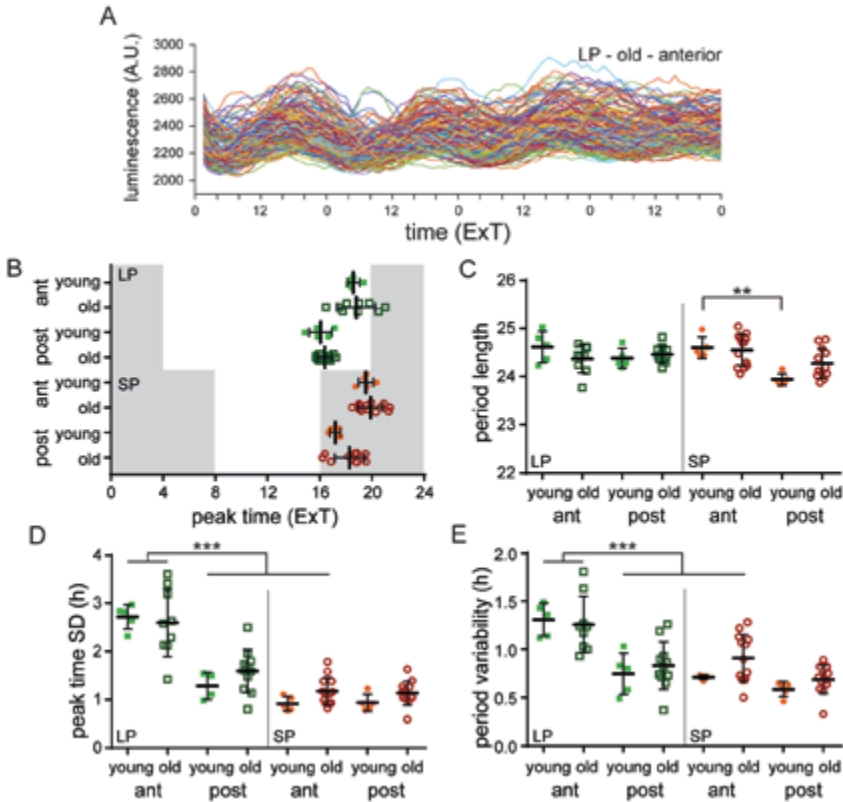 A
LP - old - anterior
luminescence (A.U.)
3000
2800
2600
2400
2200
2000
0 12 0 12 0 12 0 12 0
time (ExT)
B
LP
ant young
old
post young
old
SP
ant young
old
post young
old
0 4 8 12 16 20 24
peak time (ExT)
C
period length
26
25
24
23
22
**
LP
SP
young old young old young old young old
ant post ant post
D
peak time SD (h)
4
3
2
1
0
***
LP
SP
young old young old young old young old
ant post ant post
E
period variability (h)
2.0
1.5
1.0
0.5
0.0
***
LP
SP
young old young old young old young old
ant post ant post